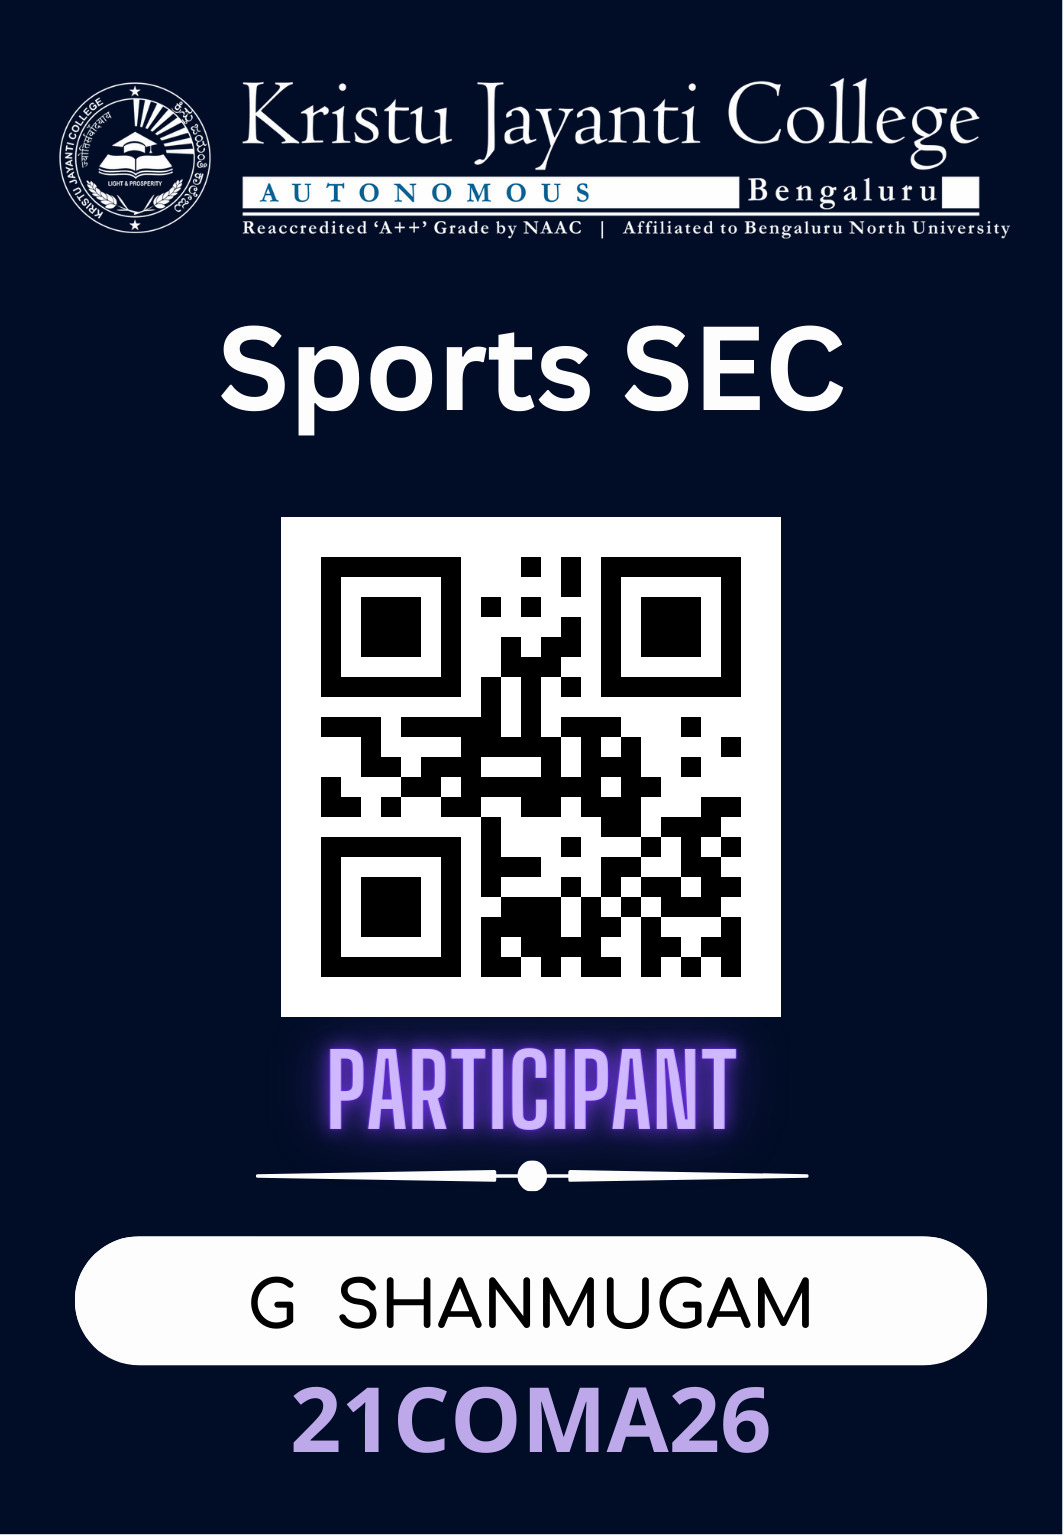 KRISTU JAYANTI COLLEGE
ಕ್ರಿಸ್ತು ಜಯಂತಿ ಕಾಲೇಜು
LIGHT & PROSPERITY
Kristu Jayanti College
AUTONOMOUS Bengaluru
Reaccredited ‘A++’ Grade by NAAC | Affiliated to Bengaluru North University
Sports SEC
PARTICIPANT
G SHANMUGAM
21COMA26